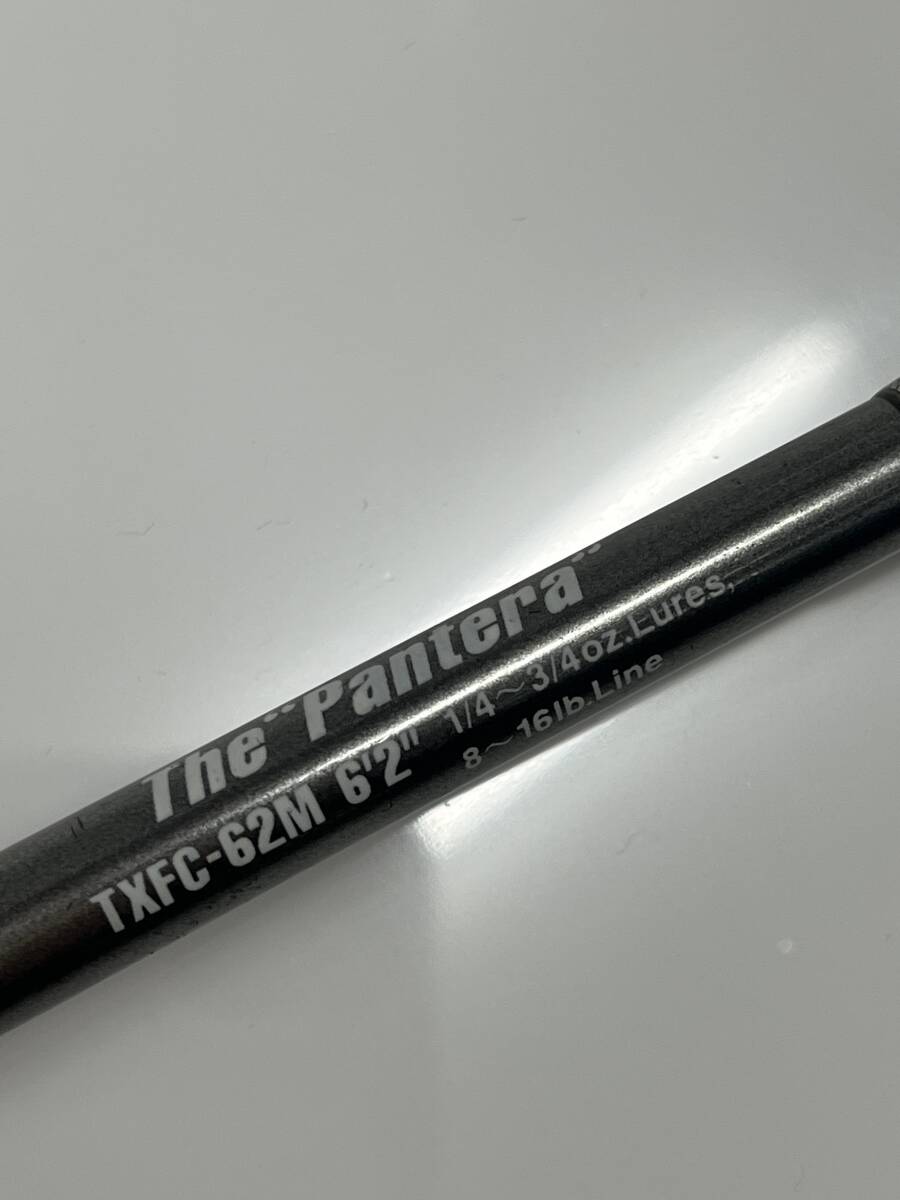 The "Pantera"
TXFC-62M 6'2" 1/4～3/4oz.Lures,
8～16lb.Line